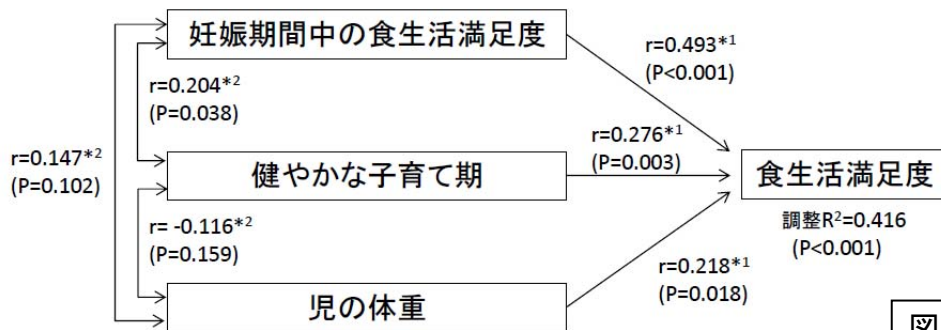 妊娠期間中の食生活満足度
r=0.493*1
(P<0.001)
r=0.204*2
(P=0.038)
r=0.276*1
(P=0.003)
r=0.147*2
(P=0.102)
健やかな子育て期
食生活満足度
調整R2=0.416
(P<0.001)
r= -0.116*2
(P=0.159)
r=0.218*1
(P=0.018)
児の体重
図